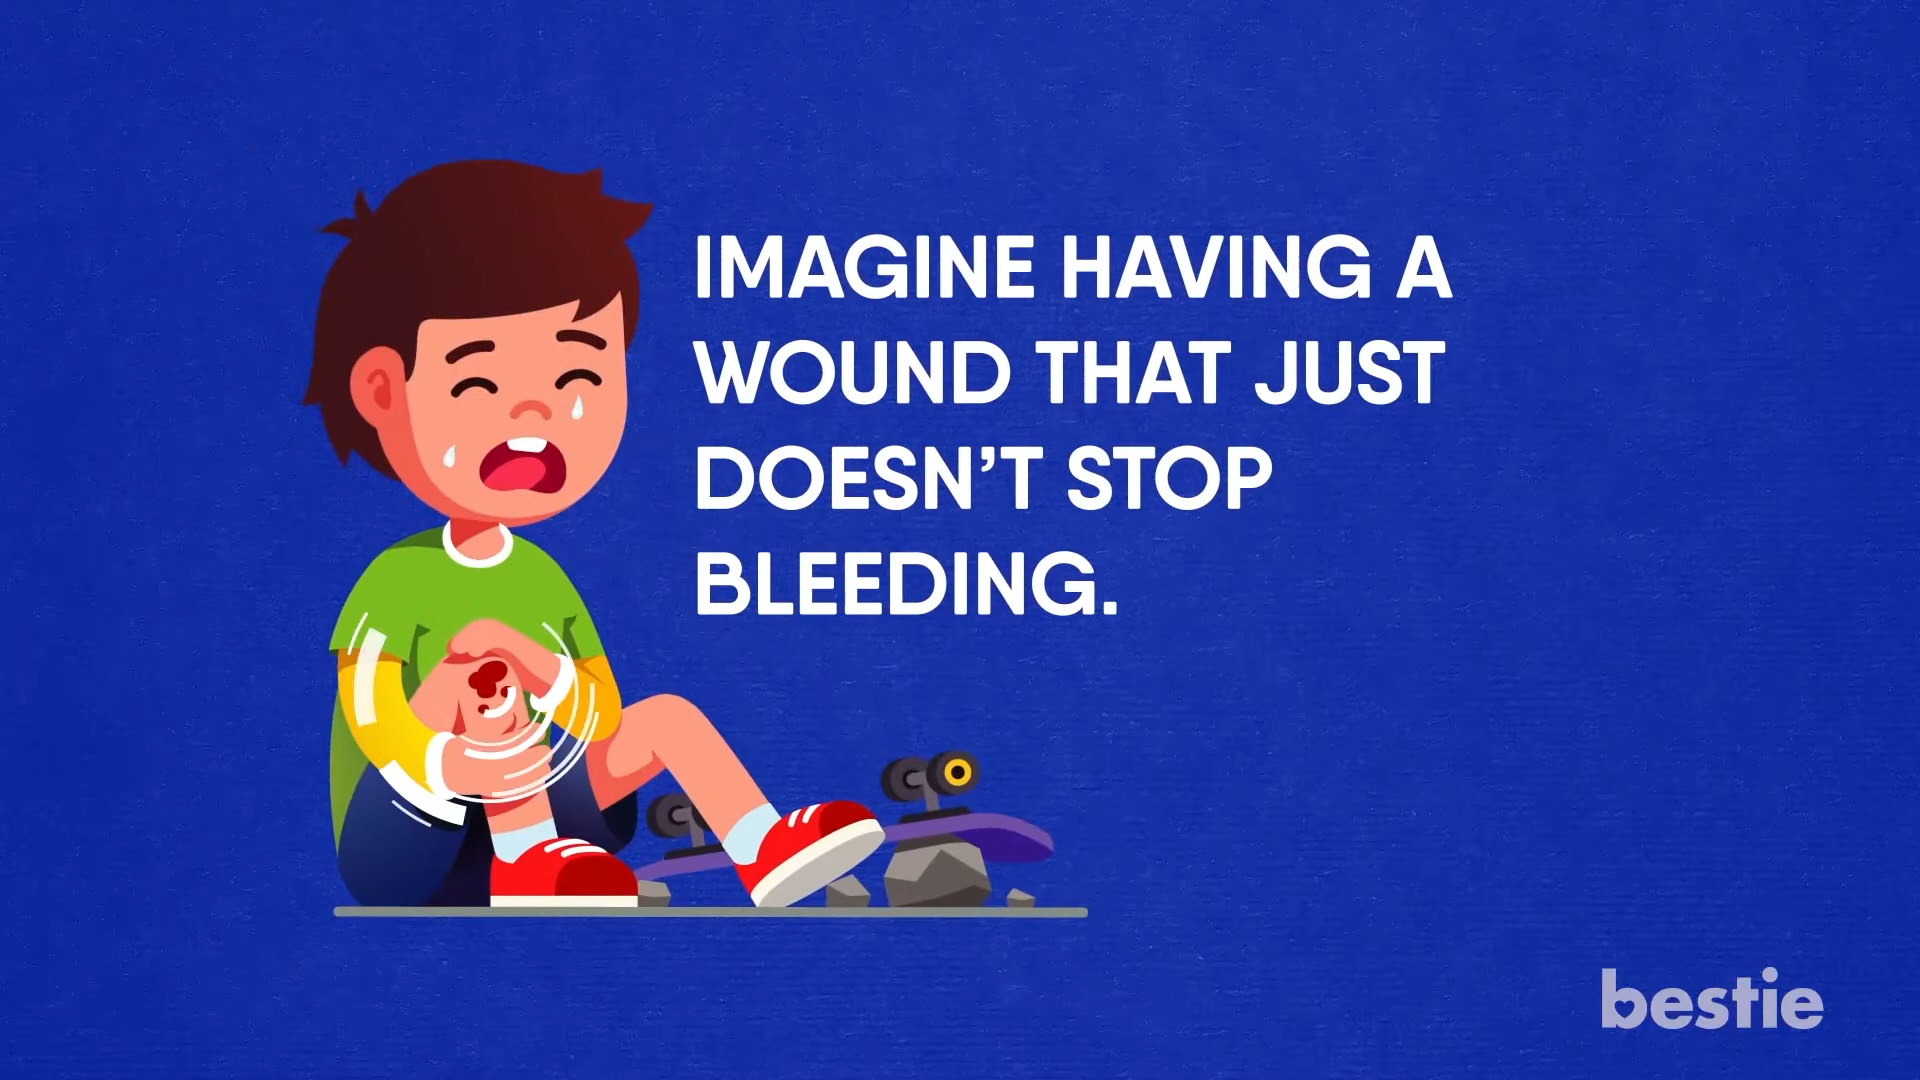 IMAGINE HAVING A
WOUND THAT JUST
DOESN’T STOP
BLEEDING.
bestie